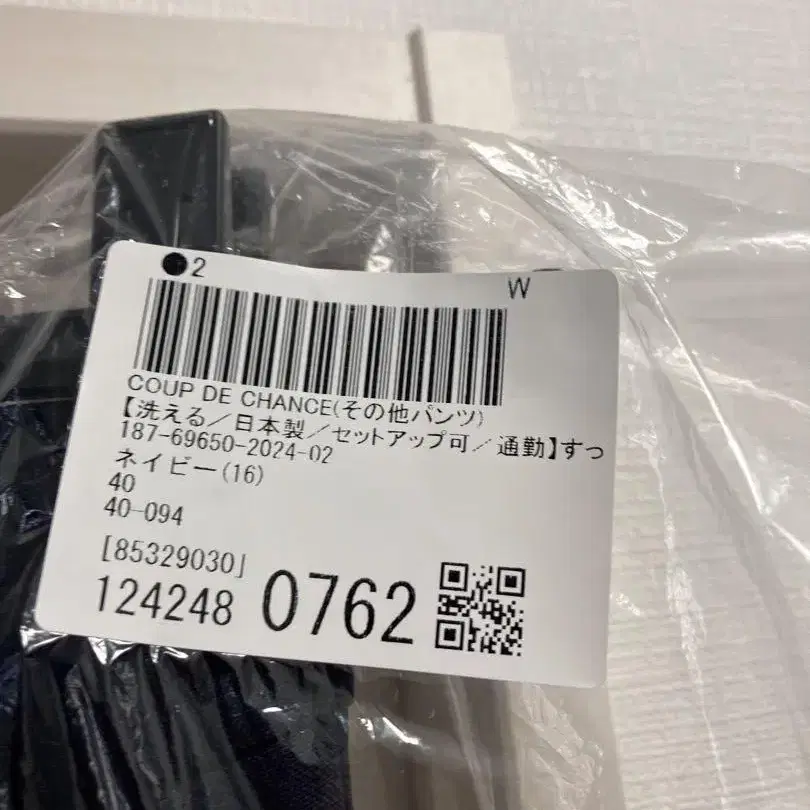 2
W
COUP DE CHANCE(その他パンツ)
【洗える/日本製/セットアップ可/通勤】すっ
187-69650-2024-02
ネイビー(16)
40
40-094
[85329030]
124248 0762